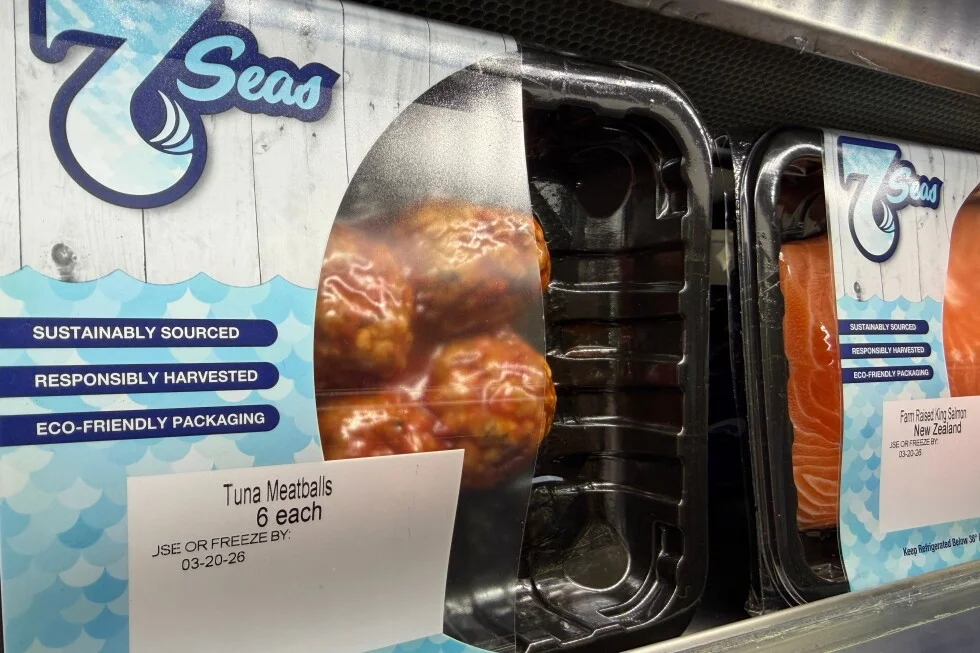 7 Seas
SUSTAINABLY SOURCED
RESPONSIBLY HARVESTED
ECO-FRIENDLY PACKAGING
Tuna Meatballs
6 each
JSE OR FREEZE BY:
03-20-26
7 Seas
SUSTAINABLY SOURCED
RESPONSIBLY HARVESTED
ECO-FRIENDLY PACKAGING
Farm Raised King Salmon
New Zealand
JSE OR FREEZE BY:
03-20-26
Keep Refrigerated Below 38°